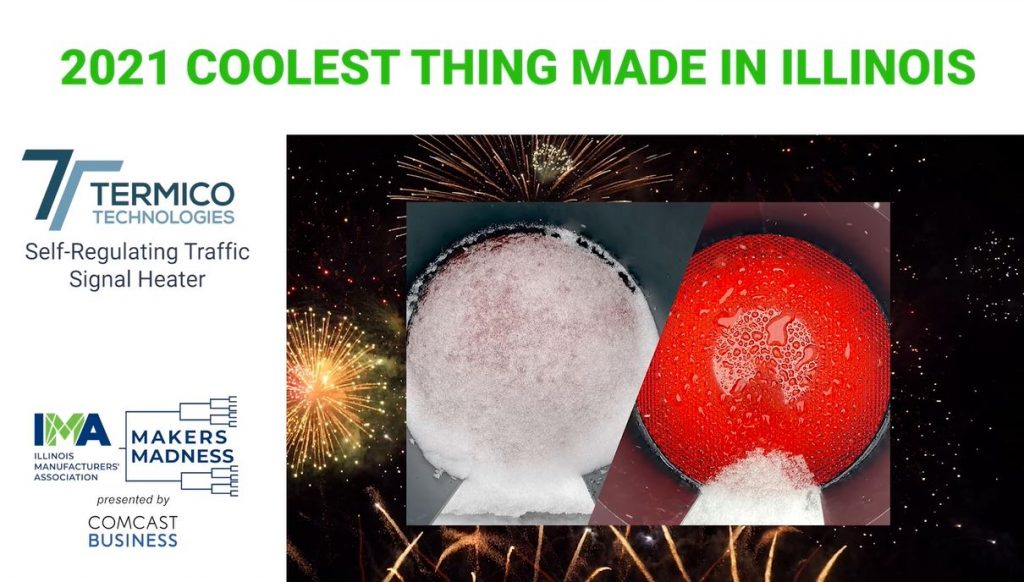 2021 COOLEST THING MADE IN ILLINOIS
TERMICO
TECHNOLOGIES
Self-Regulating Traffic
Signal Heater
IMA
ILLINOIS
MANUFACTURERS'
ASSOCIATION
MAKERS
MADNESS
presented by
COMCAST
BUSINESS